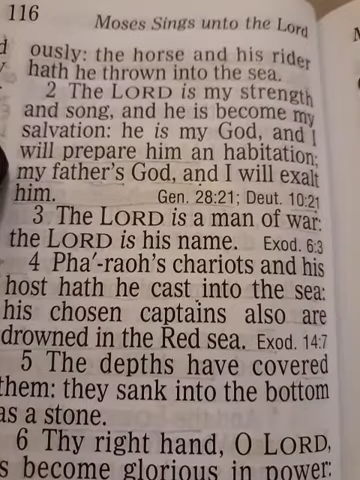 116 Moses Sings unto the Lord
ously: the horse and his rider
hath he thrown into the sea.
2 The LORD is my strength
and song, and he is become my
salvation: he is my God, and I
will prepare him an habitation;
my father's God, and I will exalt
him. Gen. 28:21; Deut. 10:21
3 The LORD is a man of war:
the LORD is his name. Exod. 6:3
4 Pha′-raoh's chariots and his
host hath he cast into the sea:
his chosen captains also are
drowned in the Red sea. Exod. 14:7
5 The depths have covered
them: they sank into the bottom
as a stone.
6 Thy right hand, O LORD,
s become glorious in power: